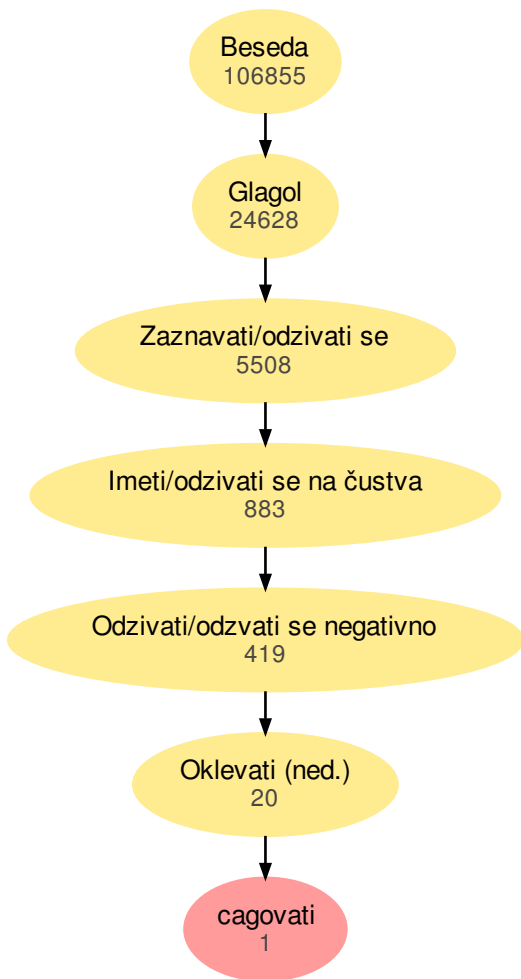 Beseda
106855
Glagol
24628
Zaznavati/odzivati se
5508
Imeti/odzivati se na čustva
883
Odzivati/odzvati se negativno
419
Oklevati (ned.)
20
cagovati
1